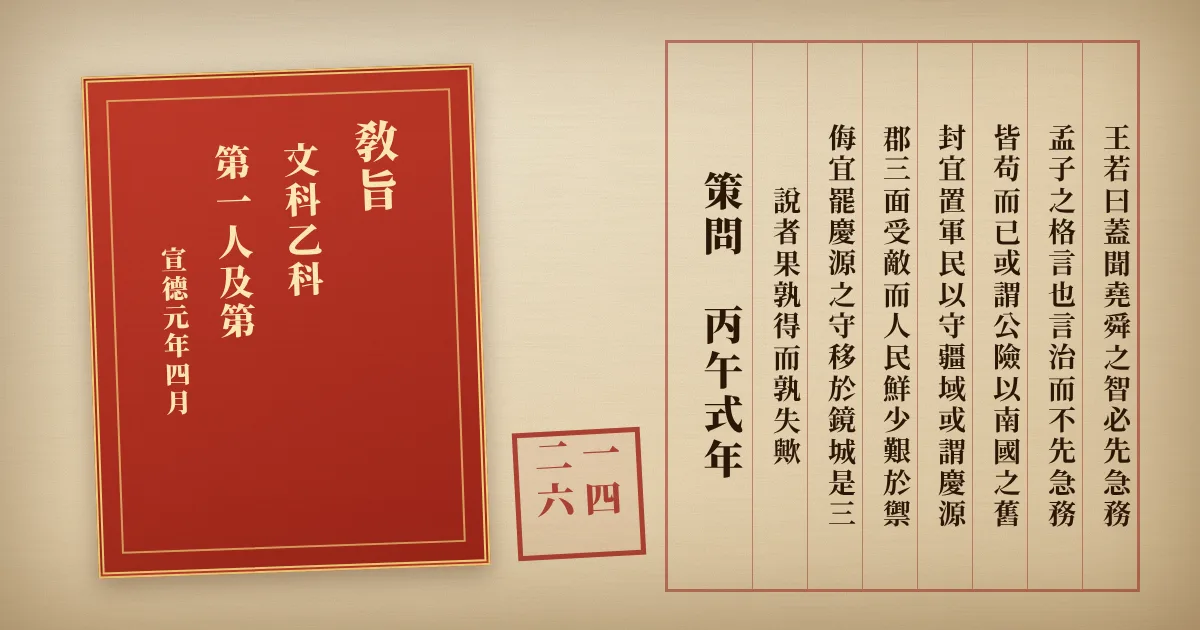 教旨
文科乙科
第一人及第
宣德元年四月
一四
二六
王若曰蓋聞堯舜之智必先急務
孟子之格言也言治而不先急務
皆苟而已或謂公險以南國之舊
封宜置軍民以守疆域或謂慶源
郡三面受敵而人民鮮少艱於禦
侮宜罷慶源之守移於鏡城是三
說者果孰得而孰失歟
策問 丙午式年